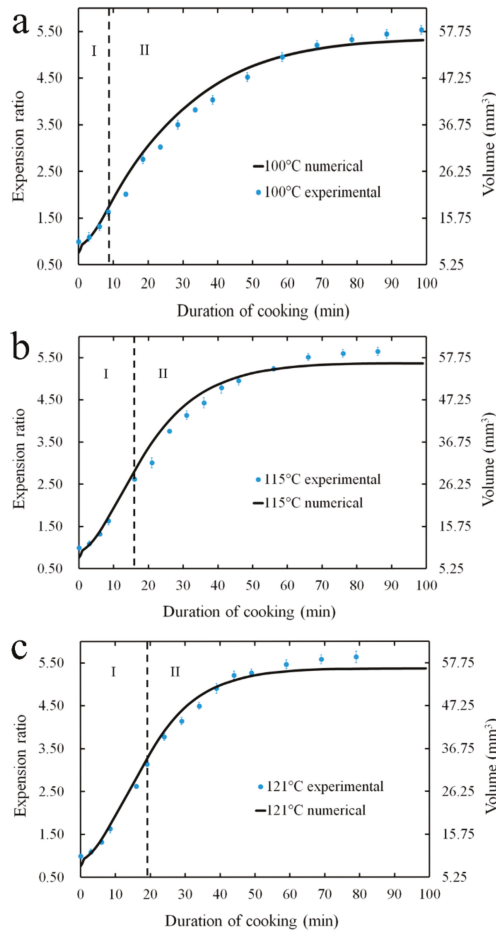 a
5.50
4.50
3.50
2.50
1.50
0.50
Expension ratio
I
II
57.75
47.25
36.75
26.25
15.75
5.25
Volume (mm³)
100°C numerical
100°C experimental
0 10 20 30 40 50 60 70 80 90 100
Duration of cooking (min)
b
5.50
4.50
3.50
2.50
1.50
0.50
Expension ratio
I
II
57.75
47.25
36.75
26.25
15.75
5.25
Volume (mm³)
115°C experimental
115°C numerical
0 10 20 30 40 50 60 70 80 90 100
Duration of cooking (min)
c
5.50
4.50
3.50
2.50
1.50
0.50
Expension ratio
I
II
57.75
47.25
36.75
26.25
15.75
5.25
Volume (mm³)
121°C experimental
121°C numerical
0 10 20 30 40 50 60 70 80 90 100
Duration of cooking (min)